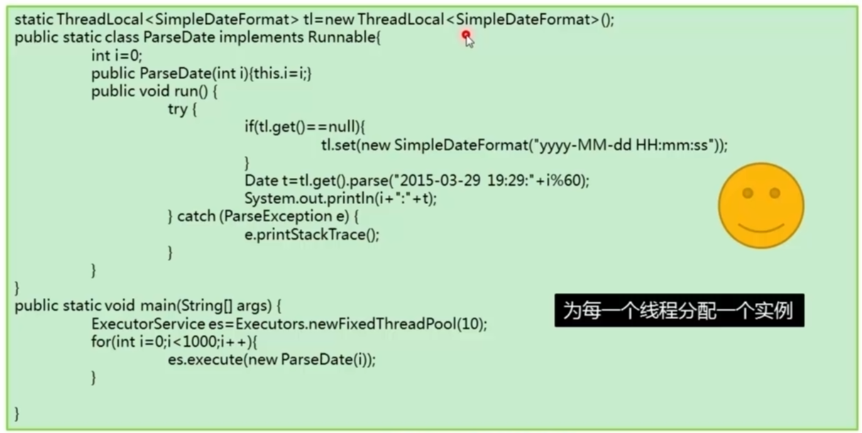 static ThreadLocal<SimpleDateFormat> tl=new ThreadLocal<SimpleDateFormat>();
public static class ParseDate implements Runnable{
int i=0;
public ParseDate(int i){this.i=i;}
public void run() {
try {
if(tl.get()==null){
tl.set(new SimpleDateFormat("yyyy-MM-dd HH:mm:ss"));
}
Date t=tl.get().parse("2015-03-29 19:29:"+i%60);
System.out.println(i+":"+t);
} catch (ParseException e) {
e.printStackTrace();
}
}
}
public static void main(String[] args) {
ExecutorService es=Executors.newFixedThreadPool(10);
for(int i=0;i<1000;i++){
es.execute(new ParseDate(i));
}
}
为每一个线程分配一个实例